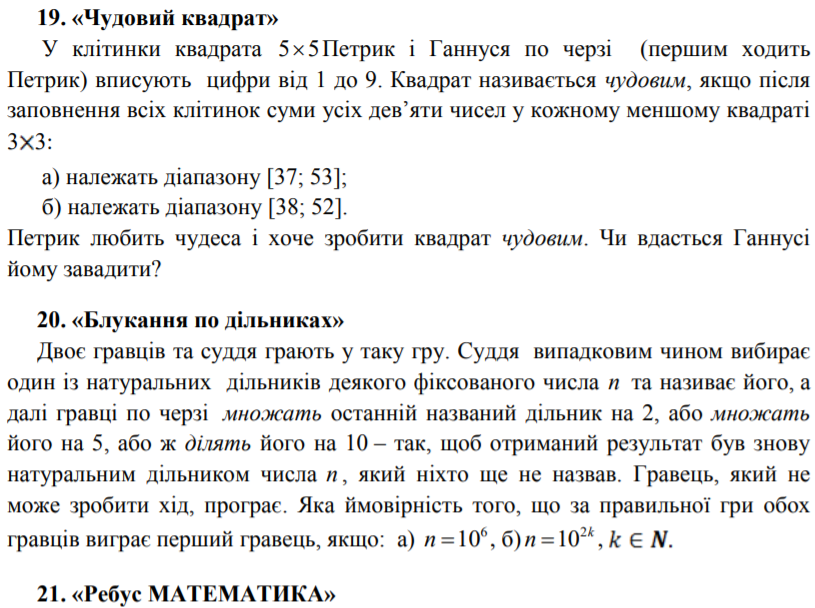 19. «Чудовий квадрат»
У клітинки квадрата 5×5Петрик і Ганнуся по черзі (першим ходить
Петрик) вписують цифри від 1 до 9. Квадрат називається чудовим, якщо після
заповнення всіх клітинок суми усіх дев’яти чисел у кожному меншому квадраті
3×3:
а) належать діапазону [37; 53];
б) належать діапазону [38; 52].
Петрик любить чудеса і хоче зробити квадрат чудовим. Чи вдасться Ганнусі
йому завадити?
20. «Блукання по дільниках»
Двоє гравців та суддя грають у таку гру. Суддя випадковим чином вибирає
один із натуральних дільників деякого фіксованого числа n та називає його, а
далі гравці по черзі множать останній названий дільник на 2, або множать
його на 5, або ж ділять його на 10 – так, щоб отриманий результат був знову
натуральним дільником числа n, який ніхто ще не назвав. Гравець, який не
може зробити хід, програє. Яка ймовірність того, що за правильної гри обох
гравців виграє перший гравець, якщо: а) n=10⁶, б)n=10²ᵏ, k ∈ N.
21. «Ребус МАТЕМАТИКА»